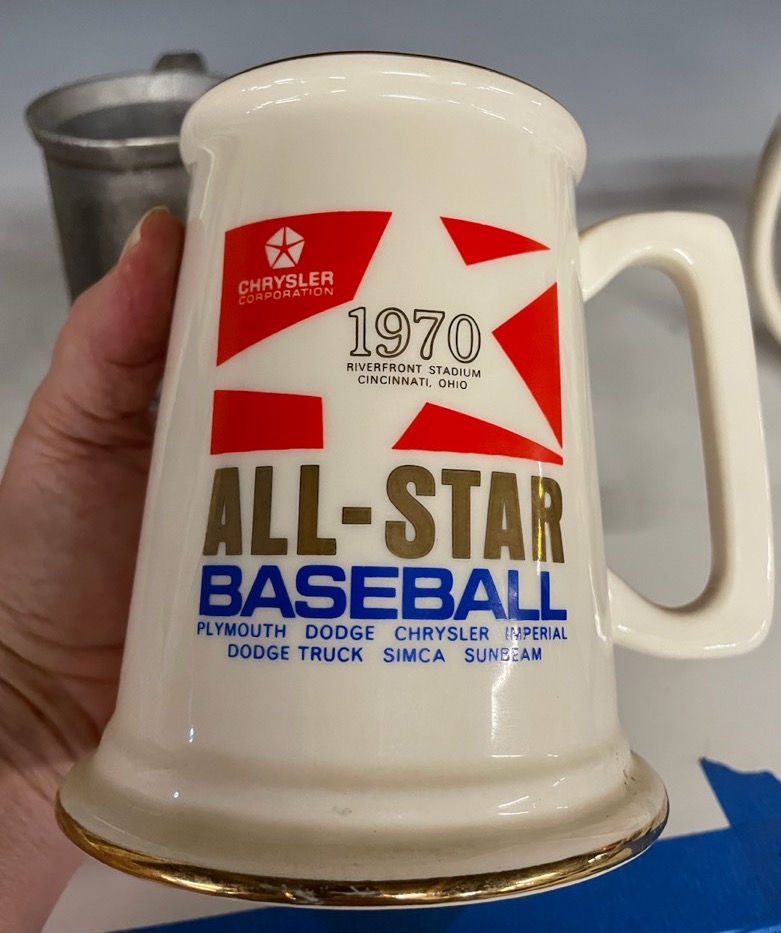 CHRYSLER
CORPORATION
1970
RIVERFRONT STADIUM
CINCINNATI, OHIO
ALL-STAR
BASEBALL
PLYMOUTH DODGE CHRYSLER IMPERIAL
DODGE TRUCK SIMCA SUNBEAM